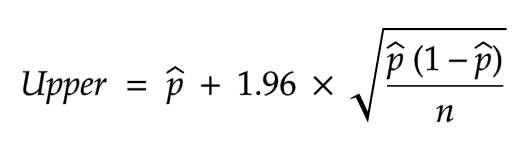 Upper = p̂ + 1.96 × √(p̂ (1 − p̂) / n)